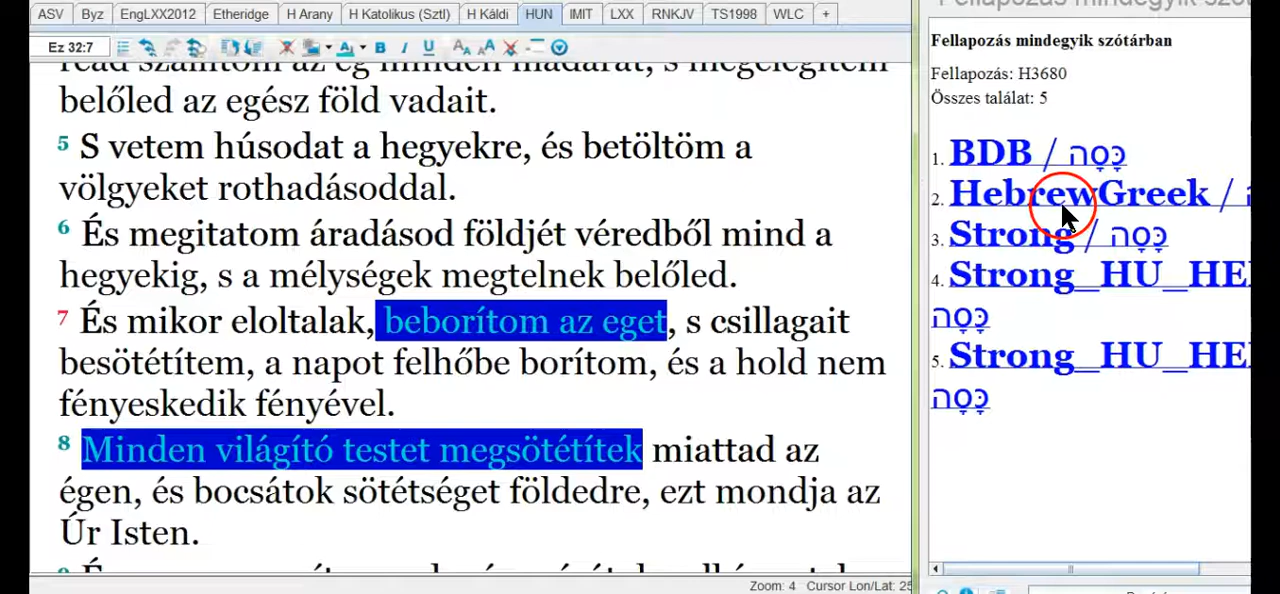 ASV Byz EngLXX2012 Etheridge H Arany H Katolikus (Sztl) H Káldi HUN IMIT LXX RNKJV TS1998 WLC +
Ez 32:7
belőled az egész föld vadait.
5 S vetem húsodat a hegyekre, és betöltöm a
völgyeket rothadásoddal.
6 És megitatom áradásod földjét véredből mind a
hegyekig, s a mélységek megtelnek belőled.
7 És mikor eloltalak, beborítom az eget, s csillagait
besötétítem, a napot felhőbe borítom, és a hold nem
fényeskedik fényével.
8 Minden világító testet megsötétítek miattad az
égen, és bocsátok sötétséget földedre, ezt mondja az
Úr Isten.
Zoom: 4 Cursor Lon/Lat: 25
Fellapozás mindegyik szótárban
Fellapozás: H3680
Összes találat: 5
1. BDB / כָּסָה
2. HebrewGreek /
3. Strong / כָּסָה
4. Strong_HU_HE
כָּסָה
5. Strong_HU_HE
כָּסָה